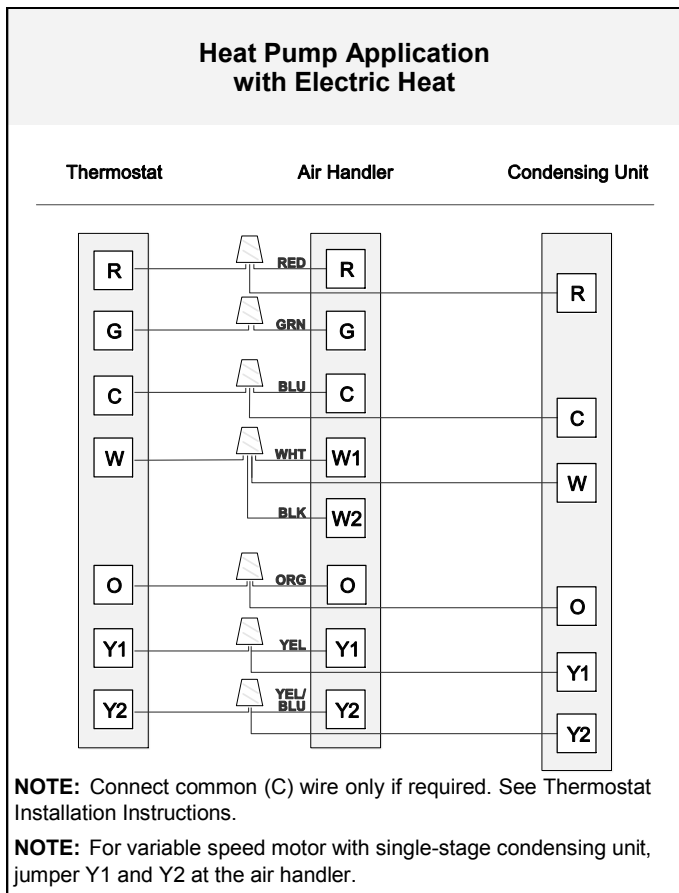 Heat Pump Application
with Electric Heat
Thermostat Air Handler Condensing Unit
R RED R
R
G GRN G
C BLU C
C
W WHT W1
W
BLK W2
O ORG O
O
Y1 YEL Y1
Y1
YEL/
Y2 BLU Y2
Y2
NOTE: Connect common (C) wire only if required. See Thermostat
Installation Instructions.
NOTE: For variable speed motor with single-stage condensing unit,
jumper Y1 and Y2 at the air handler.